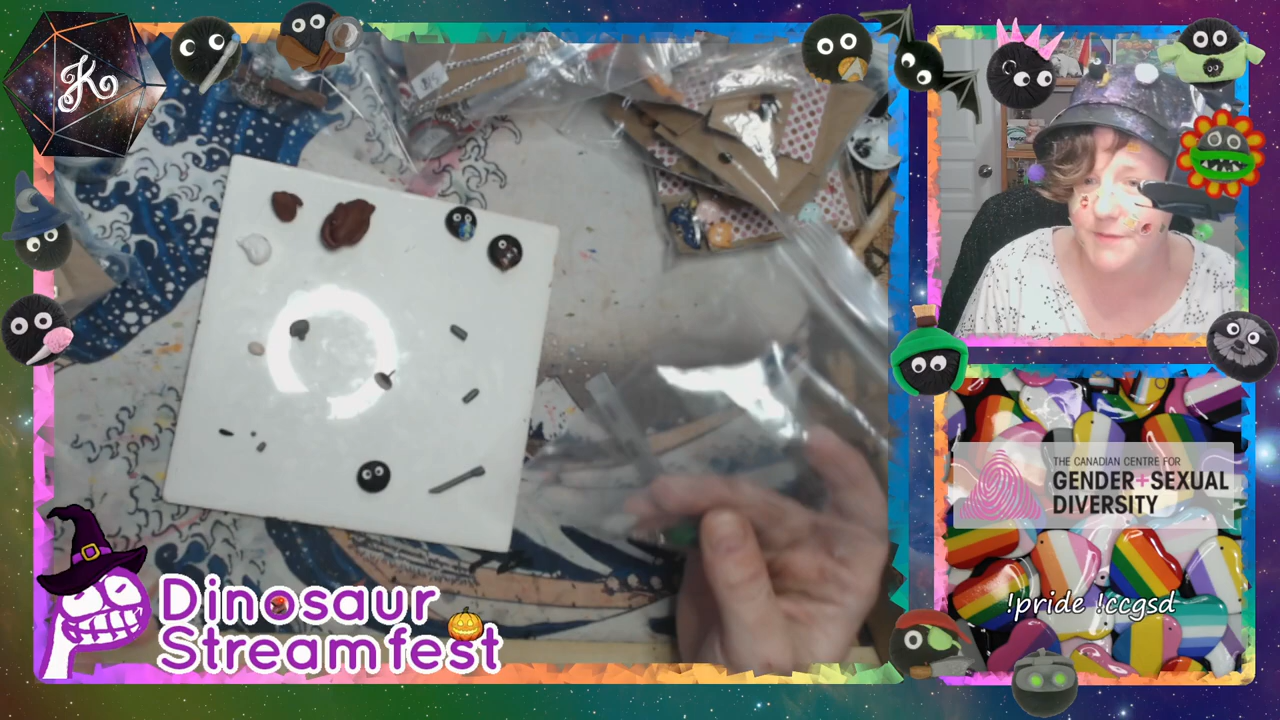 K
THE CANADIAN CENTRE FOR
GENDER+SEXUAL
DIVERSITY
!pride !ccgsd
Dinosaur
Streamfest